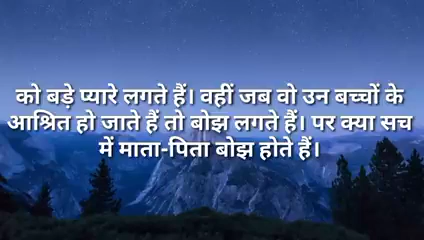 को बड़े प्यारे लगते हैं। वहीं जब वो उन बच्चों के
आश्रित हो जाते हैं तो बोझ लगते हैं। पर क्या सच
में माता-पिता बोझ होते हैं।